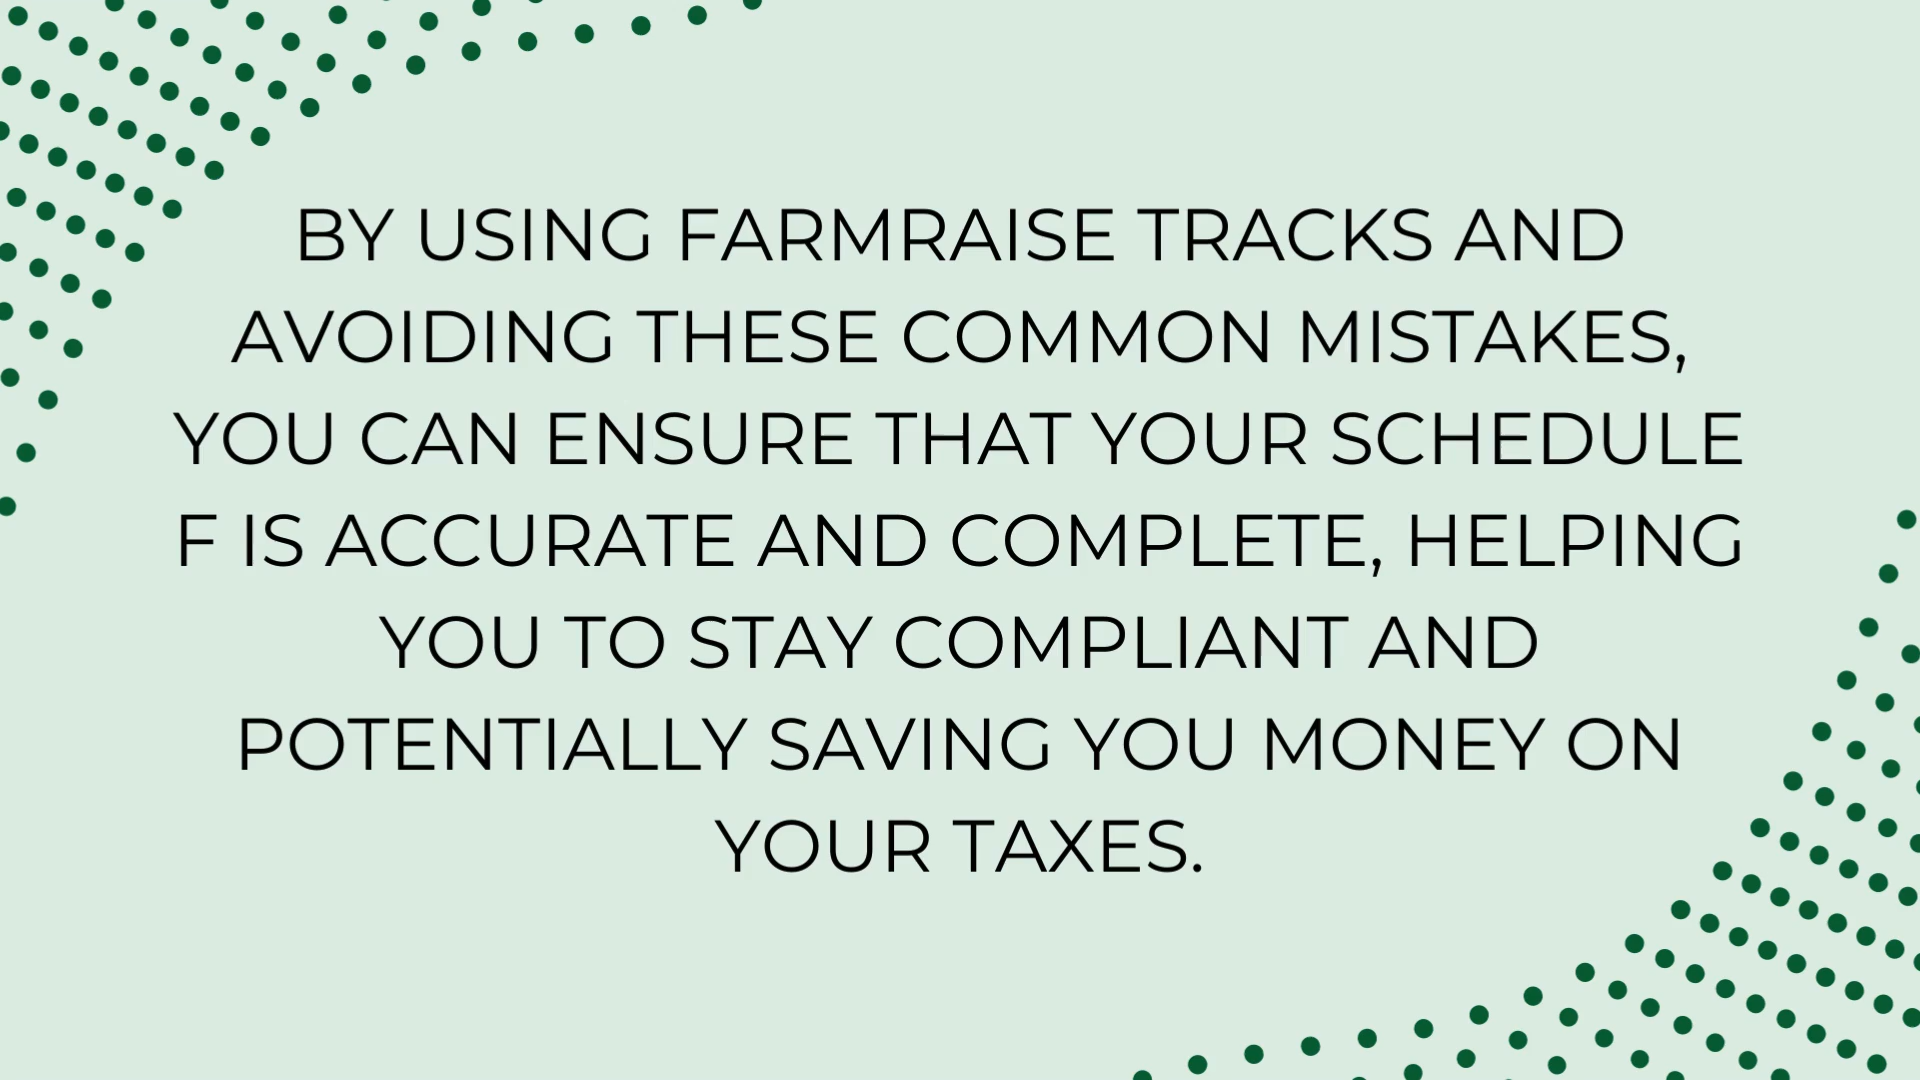 BY USING FARMRAISE TRACKS AND
AVOIDING THESE COMMON MISTAKES,
YOU CAN ENSURE THAT YOUR SCHEDULE
F IS ACCURATE AND COMPLETE, HELPING
YOU TO STAY COMPLIANT AND
POTENTIALLY SAVING YOU MONEY ON
YOUR TAXES.